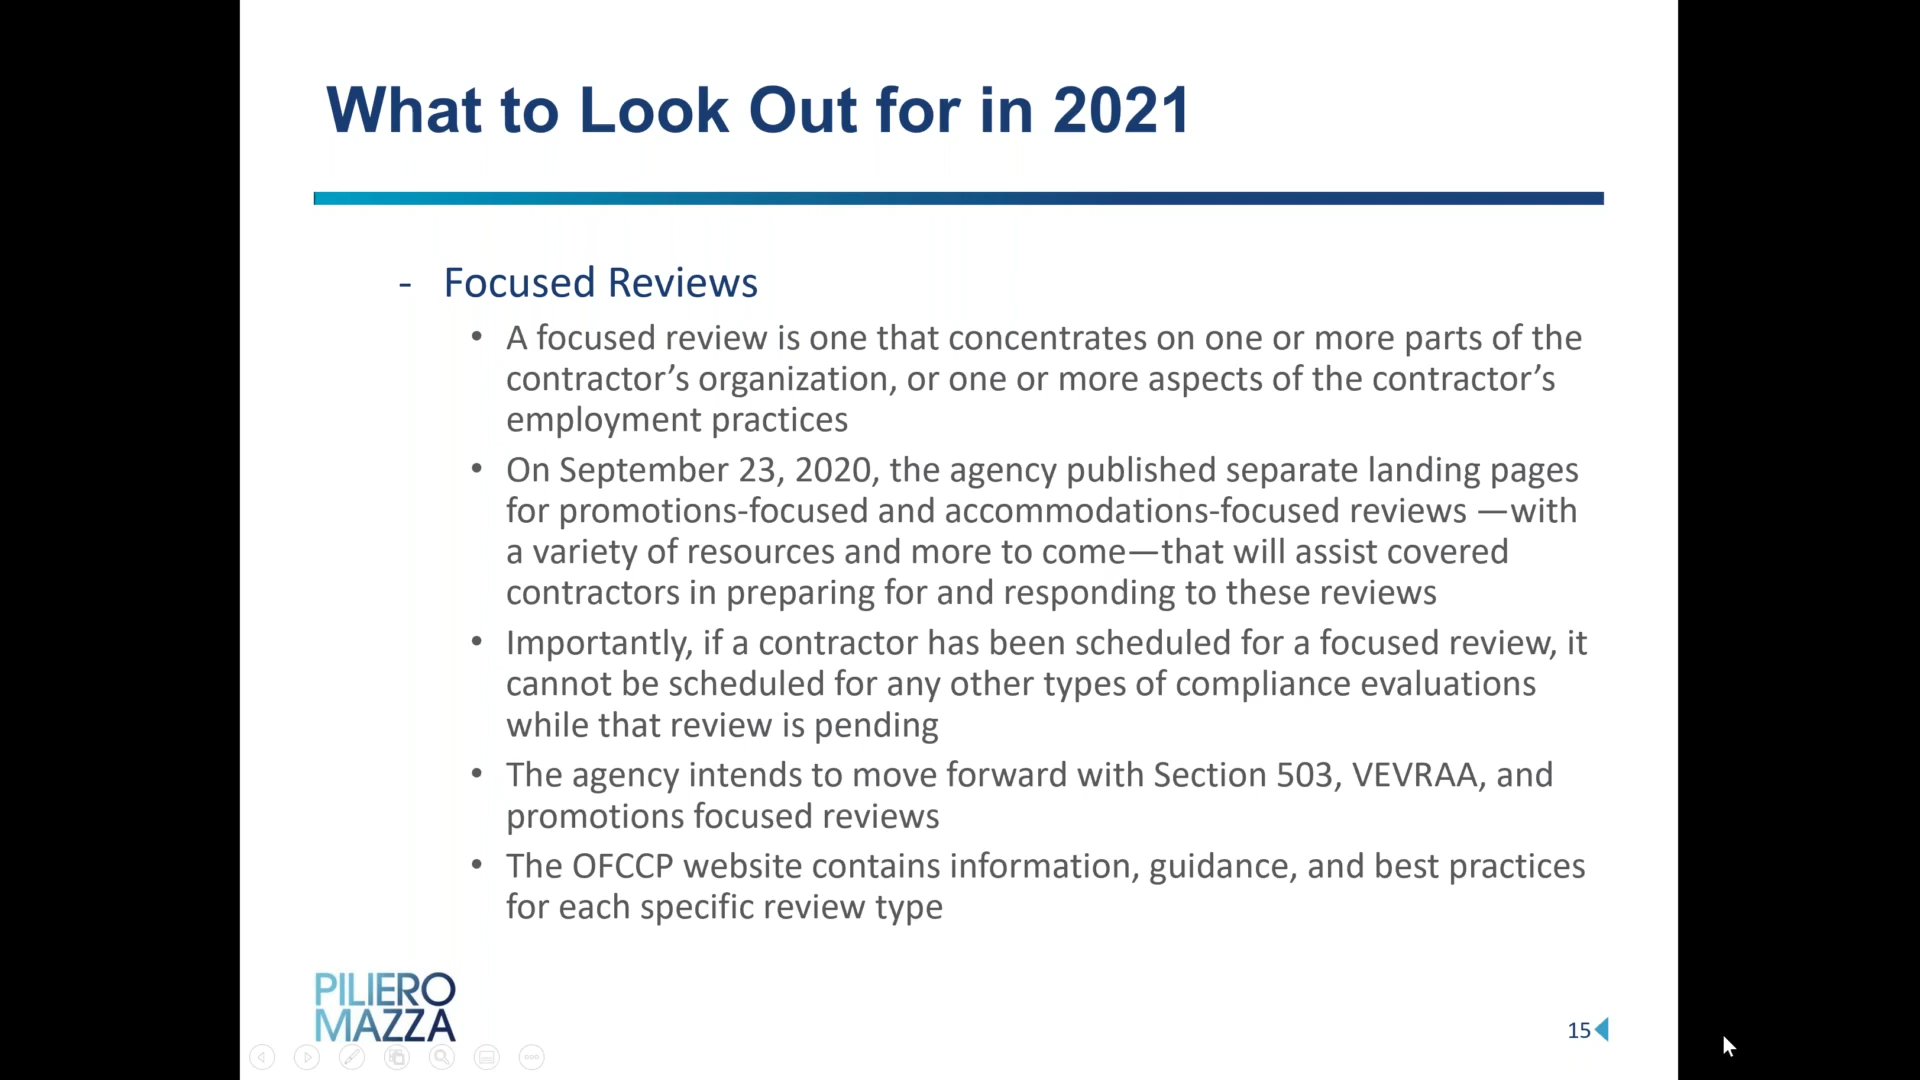 What to Look Out for in 2021
- Focused Reviews
• A focused review is one that concentrates on one or more parts of the
contractor’s organization, or one or more aspects of the contractor’s
employment practices
• On September 23, 2020, the agency published separate landing pages
for promotions-focused and accommodations-focused reviews —with
a variety of resources and more to come—that will assist covered
contractors in preparing for and responding to these reviews
• Importantly, if a contractor has been scheduled for a focused review, it
cannot be scheduled for any other types of compliance evaluations
while that review is pending
• The agency intends to move forward with Section 503, VEVRAA, and
promotions focused reviews
• The OFCCP website contains information, guidance, and best practices
for each specific review type
PILIERO
MAZZA
15